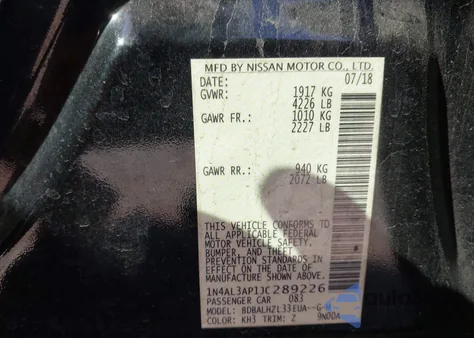 MFD BY NISSAN MOTOR CO., LTD.
DATE: 07/18
GVWR: 1917 KG
4226 LB
GAWR FR.: 1010 KG
2227 LB
GAWR RR.: 940 KG
2072 LB
THIS VEHICLE CONFORMS TO
ALL APPLICABLE FEDERAL
MOTOR VEHICLE SAFETY,
BUMPER, AND THEFT
PREVENTION STANDARDS IN
EFFECT ON THE DATE OF
MANUFACTURE SHOWN ABOVE.
1N4AL3AP1JC289226
PASSENGER CAR 083
MODEL: BDBALHZL33EUA--G-M
COLOR: KH3 TRIM: Z 9N00A